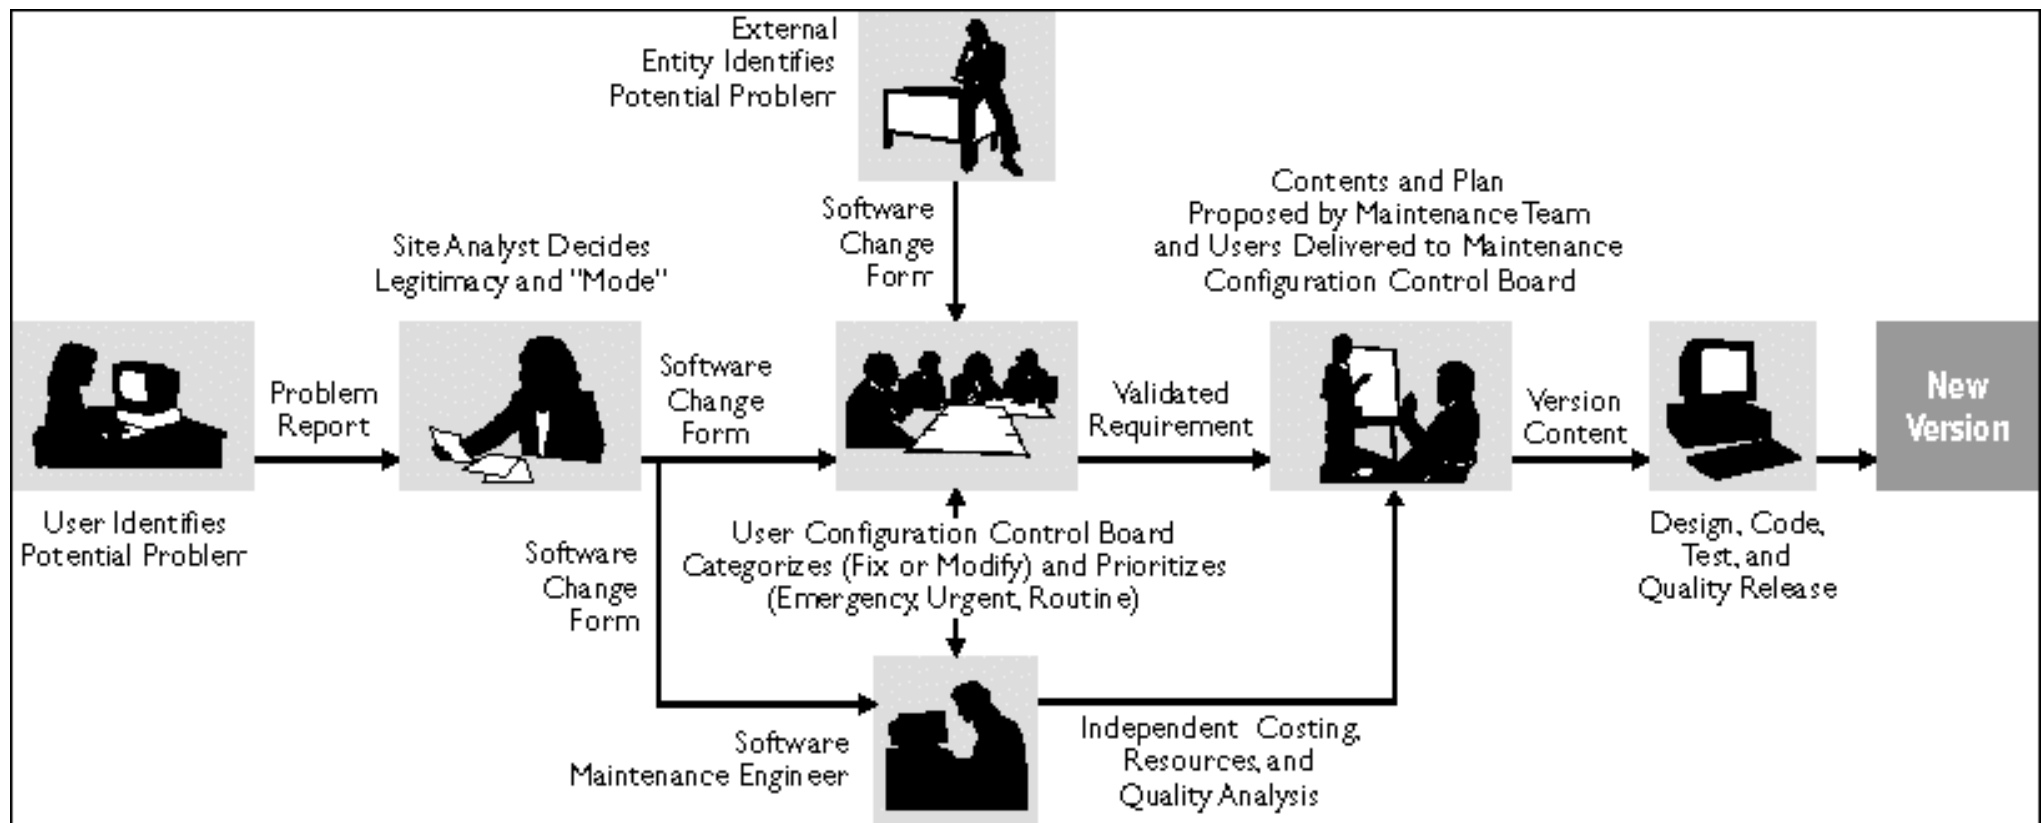 External
Entity Identifies
Potential Problem
Software
Change
Form
Contents and Plan
Proposed by Maintenance Team
and Users Delivered to Maintenance
Configuration Control Board
Site Analyst Decides
Legitimacy and "Mode"
Problem
Report
Software
Change
Form
Validated
Requirement
Version
Content
New
Version
User Identifies
Potential Problem
Software
Change
Form
User Configuration Control Board
Categorizes (Fix or Modify) and Prioritizes
(Emergency, Urgent, Routine)
Design, Code,
Test, and
Quality Release
Software
Maintenance Engineer
Independent Costing,
Resources, and
Quality Analysis